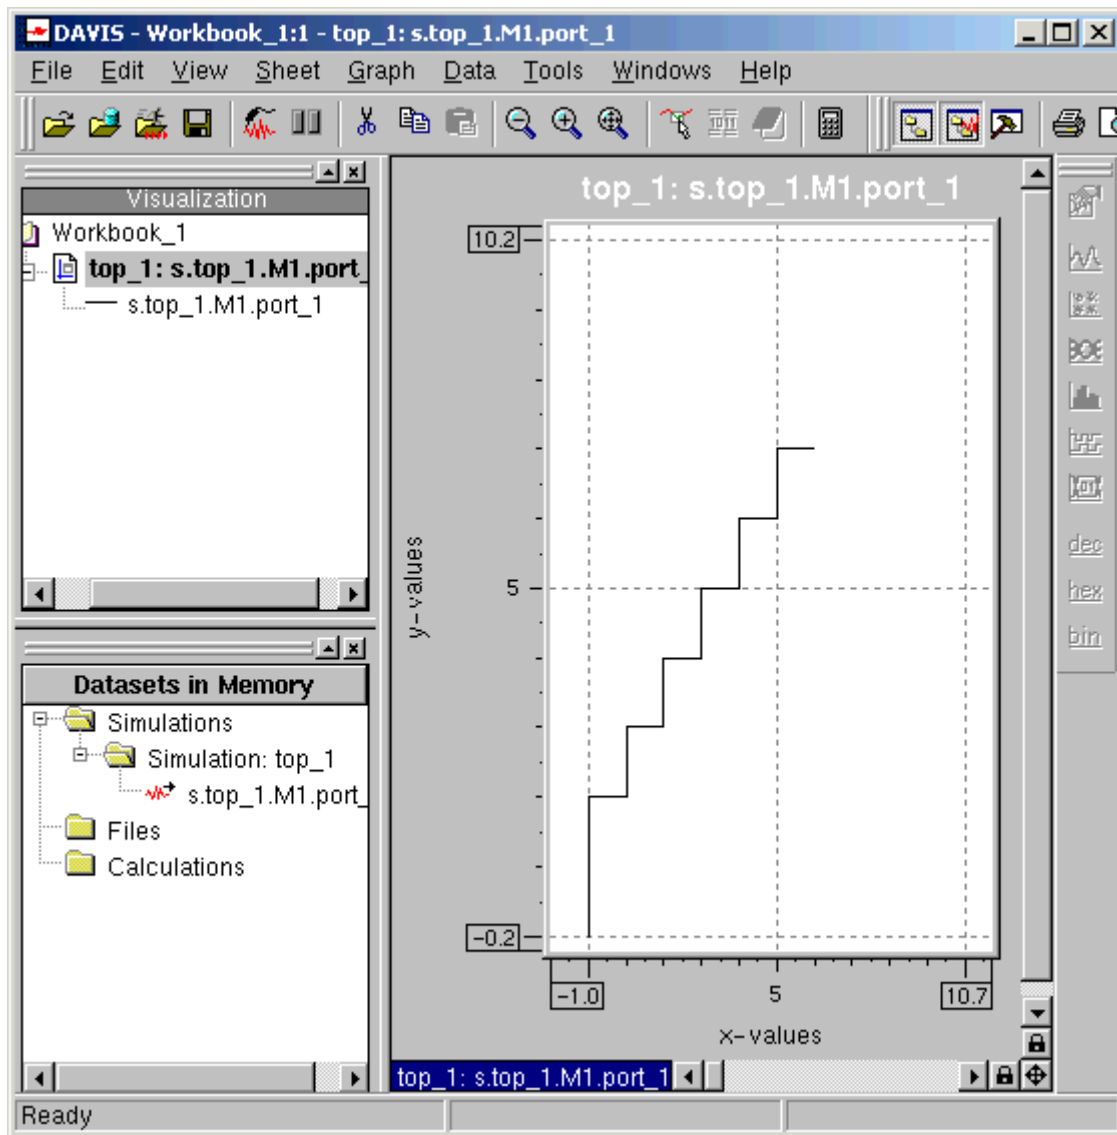 DAVIS - Workbook_1:1 - top_1: s.top_1.M1.port_1
File Edit View Sheet Graph Data Tools Windows Help
Visualization
Workbook_1
top_1: s.top_1.M1.port_
s.top_1.M1.port_1
Datasets in Memory
Simulations
Simulation: top_1
s.top_1.M1.port_
Files
Calculations
top_1: s.top_1.M1.port_1
10.2
5
-0.2
y-values
-1.0 5 10.7
x-values
top_1: s.top_1.M1.port_1
dec
hex
bin
Ready